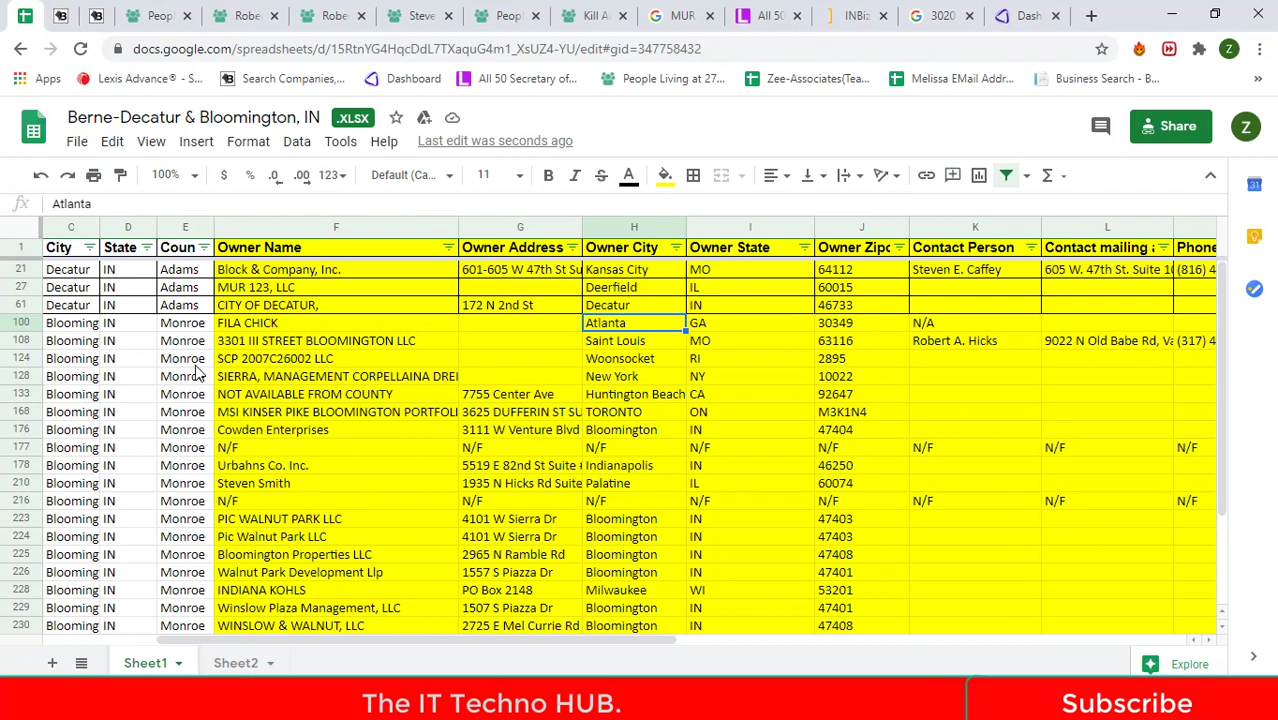 Peopl Robe Robe Steve Peopl Kill A MUR All 50 INBiz 3020 Dash
docs.google.com/spreadsheets/d/15RtnYG4HqcDdL7TXaquG4m1_XsUZ4-YU/edit#gid=347758432 Z
Apps Lexis Advance® - S... Search Companies,... Dashboard All 50 Secretary of... People Living at 27... Zee-Associates(Tea... Melissa EMail Addr... Business Search - B... »
Berne-Decatur & Bloomington, IN .XLSX
File Edit View Insert Format Data Tools Help Last edit was seconds ago Share Z
100% $ % .0 .00 123 Default (Ca... 11 B I S A
fx Atlanta
C D E F G H I J K L
1 City State Coun Owner Name Owner Address Owner City Owner State Owner Zipc Contact Person Contact mailing a Phone
21 Decatur IN Adams Block & Company, Inc. 601-605 W 47th St Su Kansas City MO 64112 Steven E. Caffey 605 W. 47th St. Suite 10 (816) 4
27 Decatur IN Adams MUR 123, LLC Deerfield IL 60015
61 Decatur IN Adams CITY OF DECATUR, 172 N 2nd St Decatur IN 46733
100 Blooming IN Monroe FILA CHICK Atlanta GA 30349 N/A
108 Blooming IN Monroe 3301 III STREET BLOOMINGTON LLC Saint Louis MO 63116 Robert A. Hicks 9022 N Old Babe Rd, Va (317) 4
124 Blooming IN Monroe SCP 2007C26002 LLC Woonsocket RI 2895
128 Blooming IN Monroe SIERRA, MANAGEMENT CORPELLAINA DREI New York NY 10022
133 Blooming IN Monroe NOT AVAILABLE FROM COUNTY 7755 Center Ave Huntington Beach CA 92647
168 Blooming IN Monroe MSI KINSER PIKE BLOOMINGTON PORTFOL 3625 DUFFERIN ST SU TORONTO ON M3K1N4
176 Blooming IN Monroe Cowden Enterprises 3111 W Venture Blvd Bloomington IN 47404
177 Blooming IN Monroe N/F N/F N/F N/F N/F N/F N/F N/F
178 Blooming IN Monroe Urbahns Co. Inc. 5519 E 82nd St Suite Indianapolis IN 46250
210 Blooming IN Monroe Steven Smith 1935 N Hicks Rd Suite Palatine IL 60074
216 Blooming IN Monroe N/F N/F N/F N/F N/F N/F N/F N/F
223 Blooming IN Monroe PIC WALNUT PARK LLC 4101 W Sierra Dr Bloomington IN 47403
224 Blooming IN Monroe Pic Walnut Park LLC 4101 W Sierra Dr Bloomington IN 47403
225 Blooming IN Monroe Bloomington Properties LLC 2965 N Ramble Rd Bloomington IN 47408
226 Blooming IN Monroe Walnut Park Development Llp 1557 S Piazza Dr Bloomington IN 47401
228 Blooming IN Monroe INDIANA KOHLS PO Box 2148 Milwaukee WI 53201
229 Blooming IN Monroe Winslow Plaza Management, LLC 1507 S Piazza Dr Bloomington IN 47401
230 Blooming IN Monroe WINSLOW & WALNUT, LLC 2725 E Mel Currie Rd Bloomington IN 47408
Sheet1 Sheet2 Explore
The IT Techno HUB. Subscribe